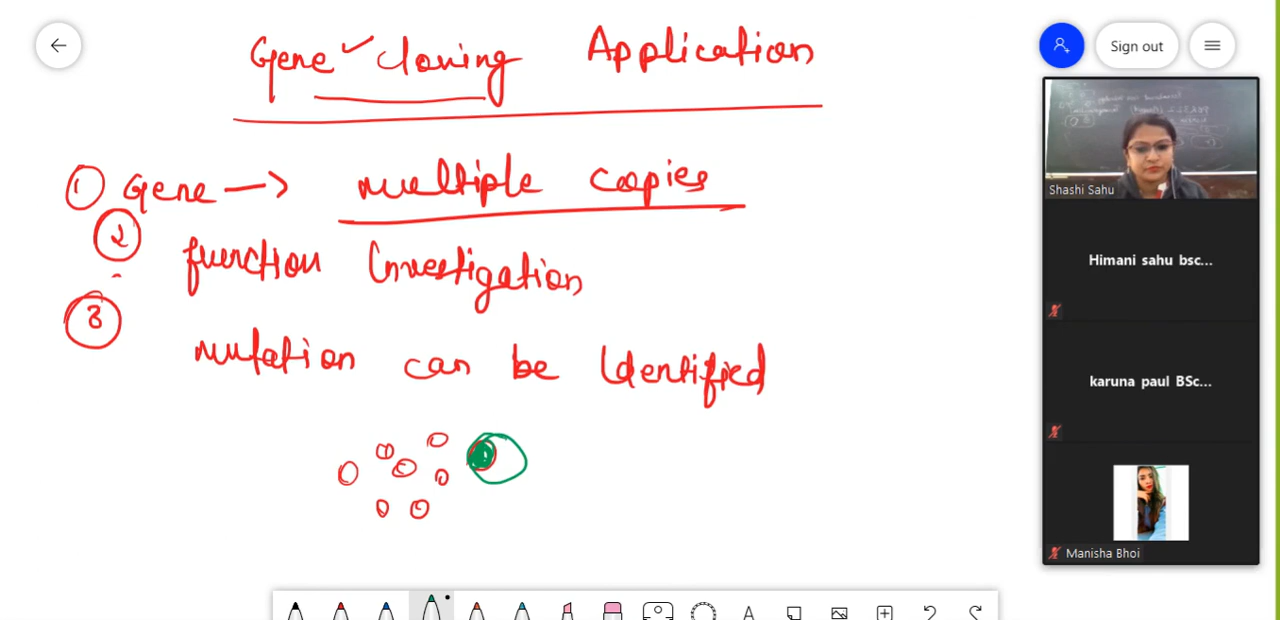 Gene cloning Application
Sign out
① Gene → multiple copies
② function Investigation
③ mutation can be Identified
Shashi Sahu
Himani sahu bsc...
karuna paul BSc...
Manisha Bhoi
A